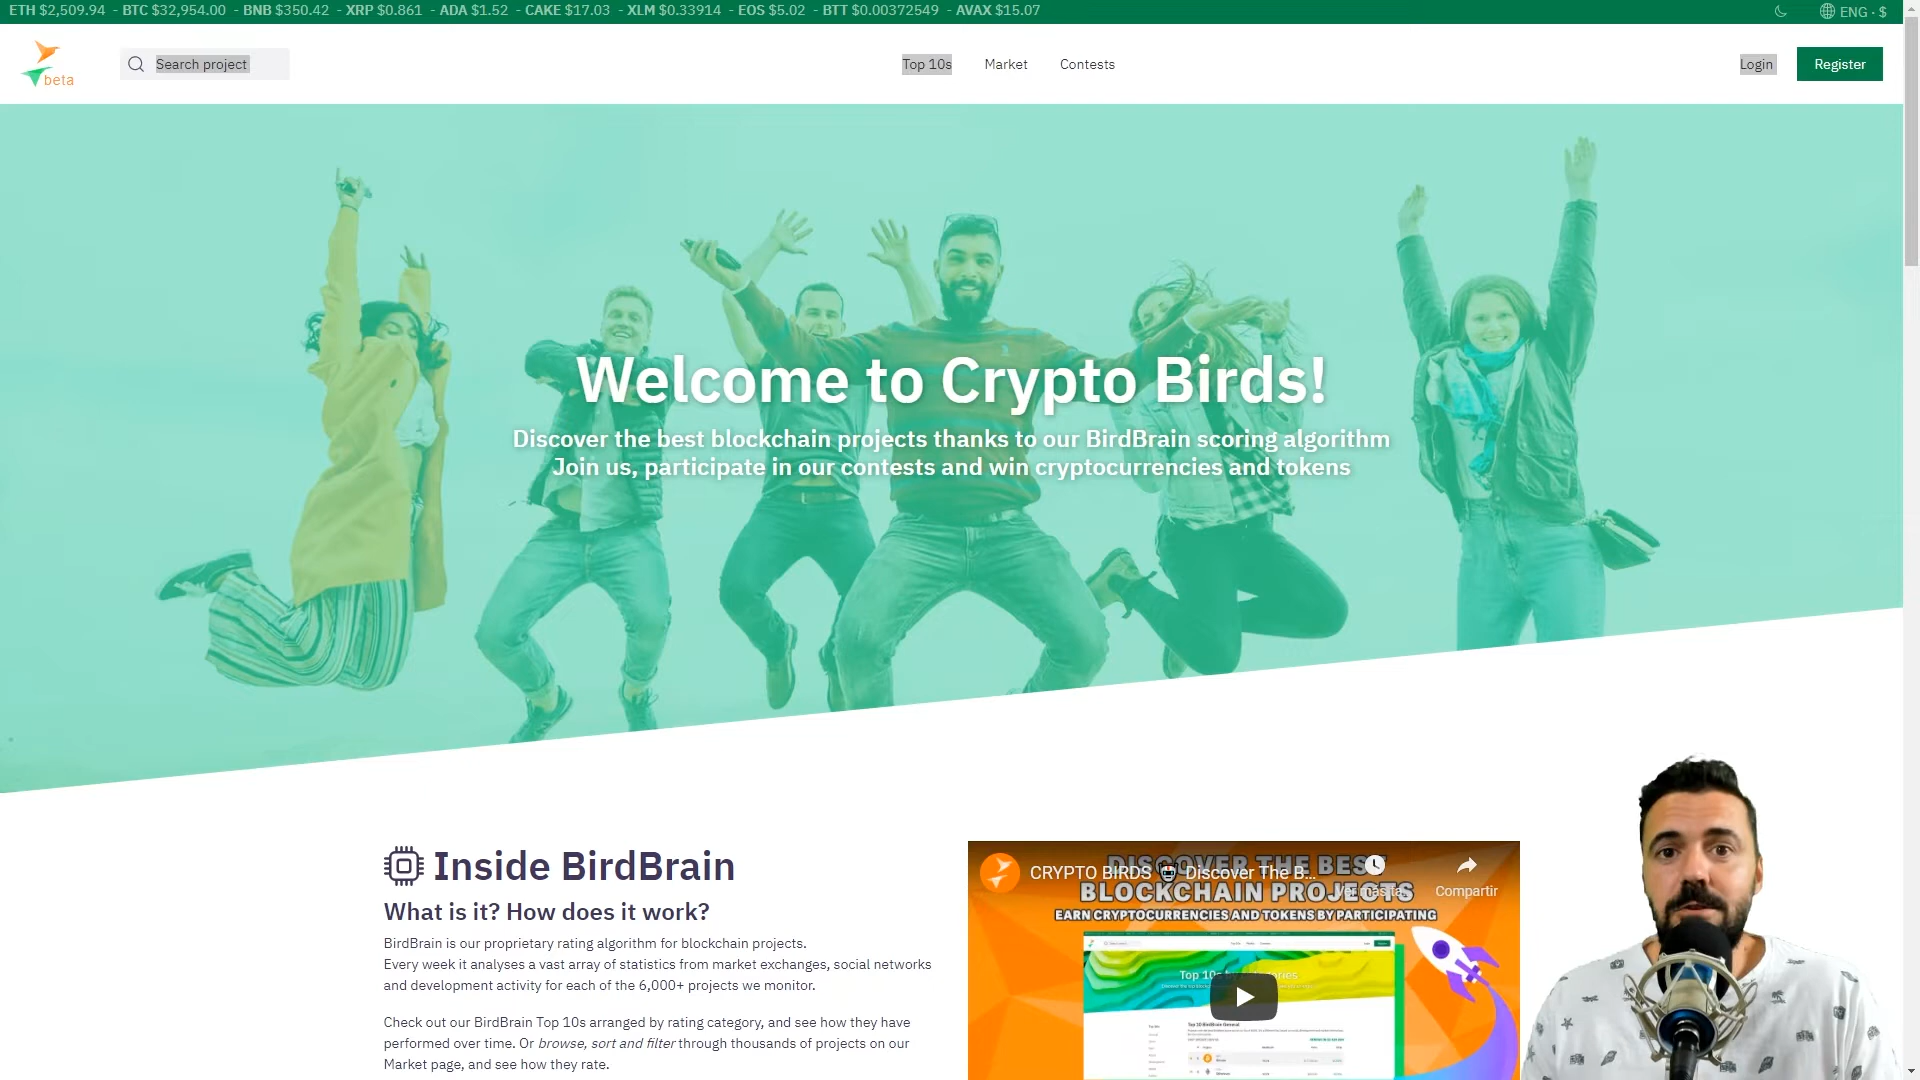 ETH $2,509.94 - BTC $32,954.00 - BNB $350.42 - XRP $0.861 - ADA $1.52 - CAKE $17.03 - XLM $0.33914 - EOS $5.02 - BTT $0.00372549 - AVAX $15.07
ENG · $
beta
Search project
Top 10s
Market
Contests
Login
Register
Welcome to Crypto Birds!
Discover the best blockchain projects thanks to our BirdBrain scoring algorithm
Join us, participate in our contests and win cryptocurrencies and tokens
Inside BirdBrain
What is it? How does it work?
BirdBrain is our proprietary rating algorithm for blockchain projects.
Every week it analyses a vast array of statistics from market exchanges, social networks
and development activity for each of the 6,000+ projects we monitor.
Check out our BirdBrain Top 10s arranged by rating category, and see how they have
performed over time. Or browse, sort and filter through thousands of projects on our
Market page, and see how they rate.
CRYPTO BIRDS Discover The B...
Compartir
DISCOVER THE BEST
BLOCKCHAIN PROJECTS
EARN CRYPTOCURRENCIES AND TOKENS BY PARTICIPATING